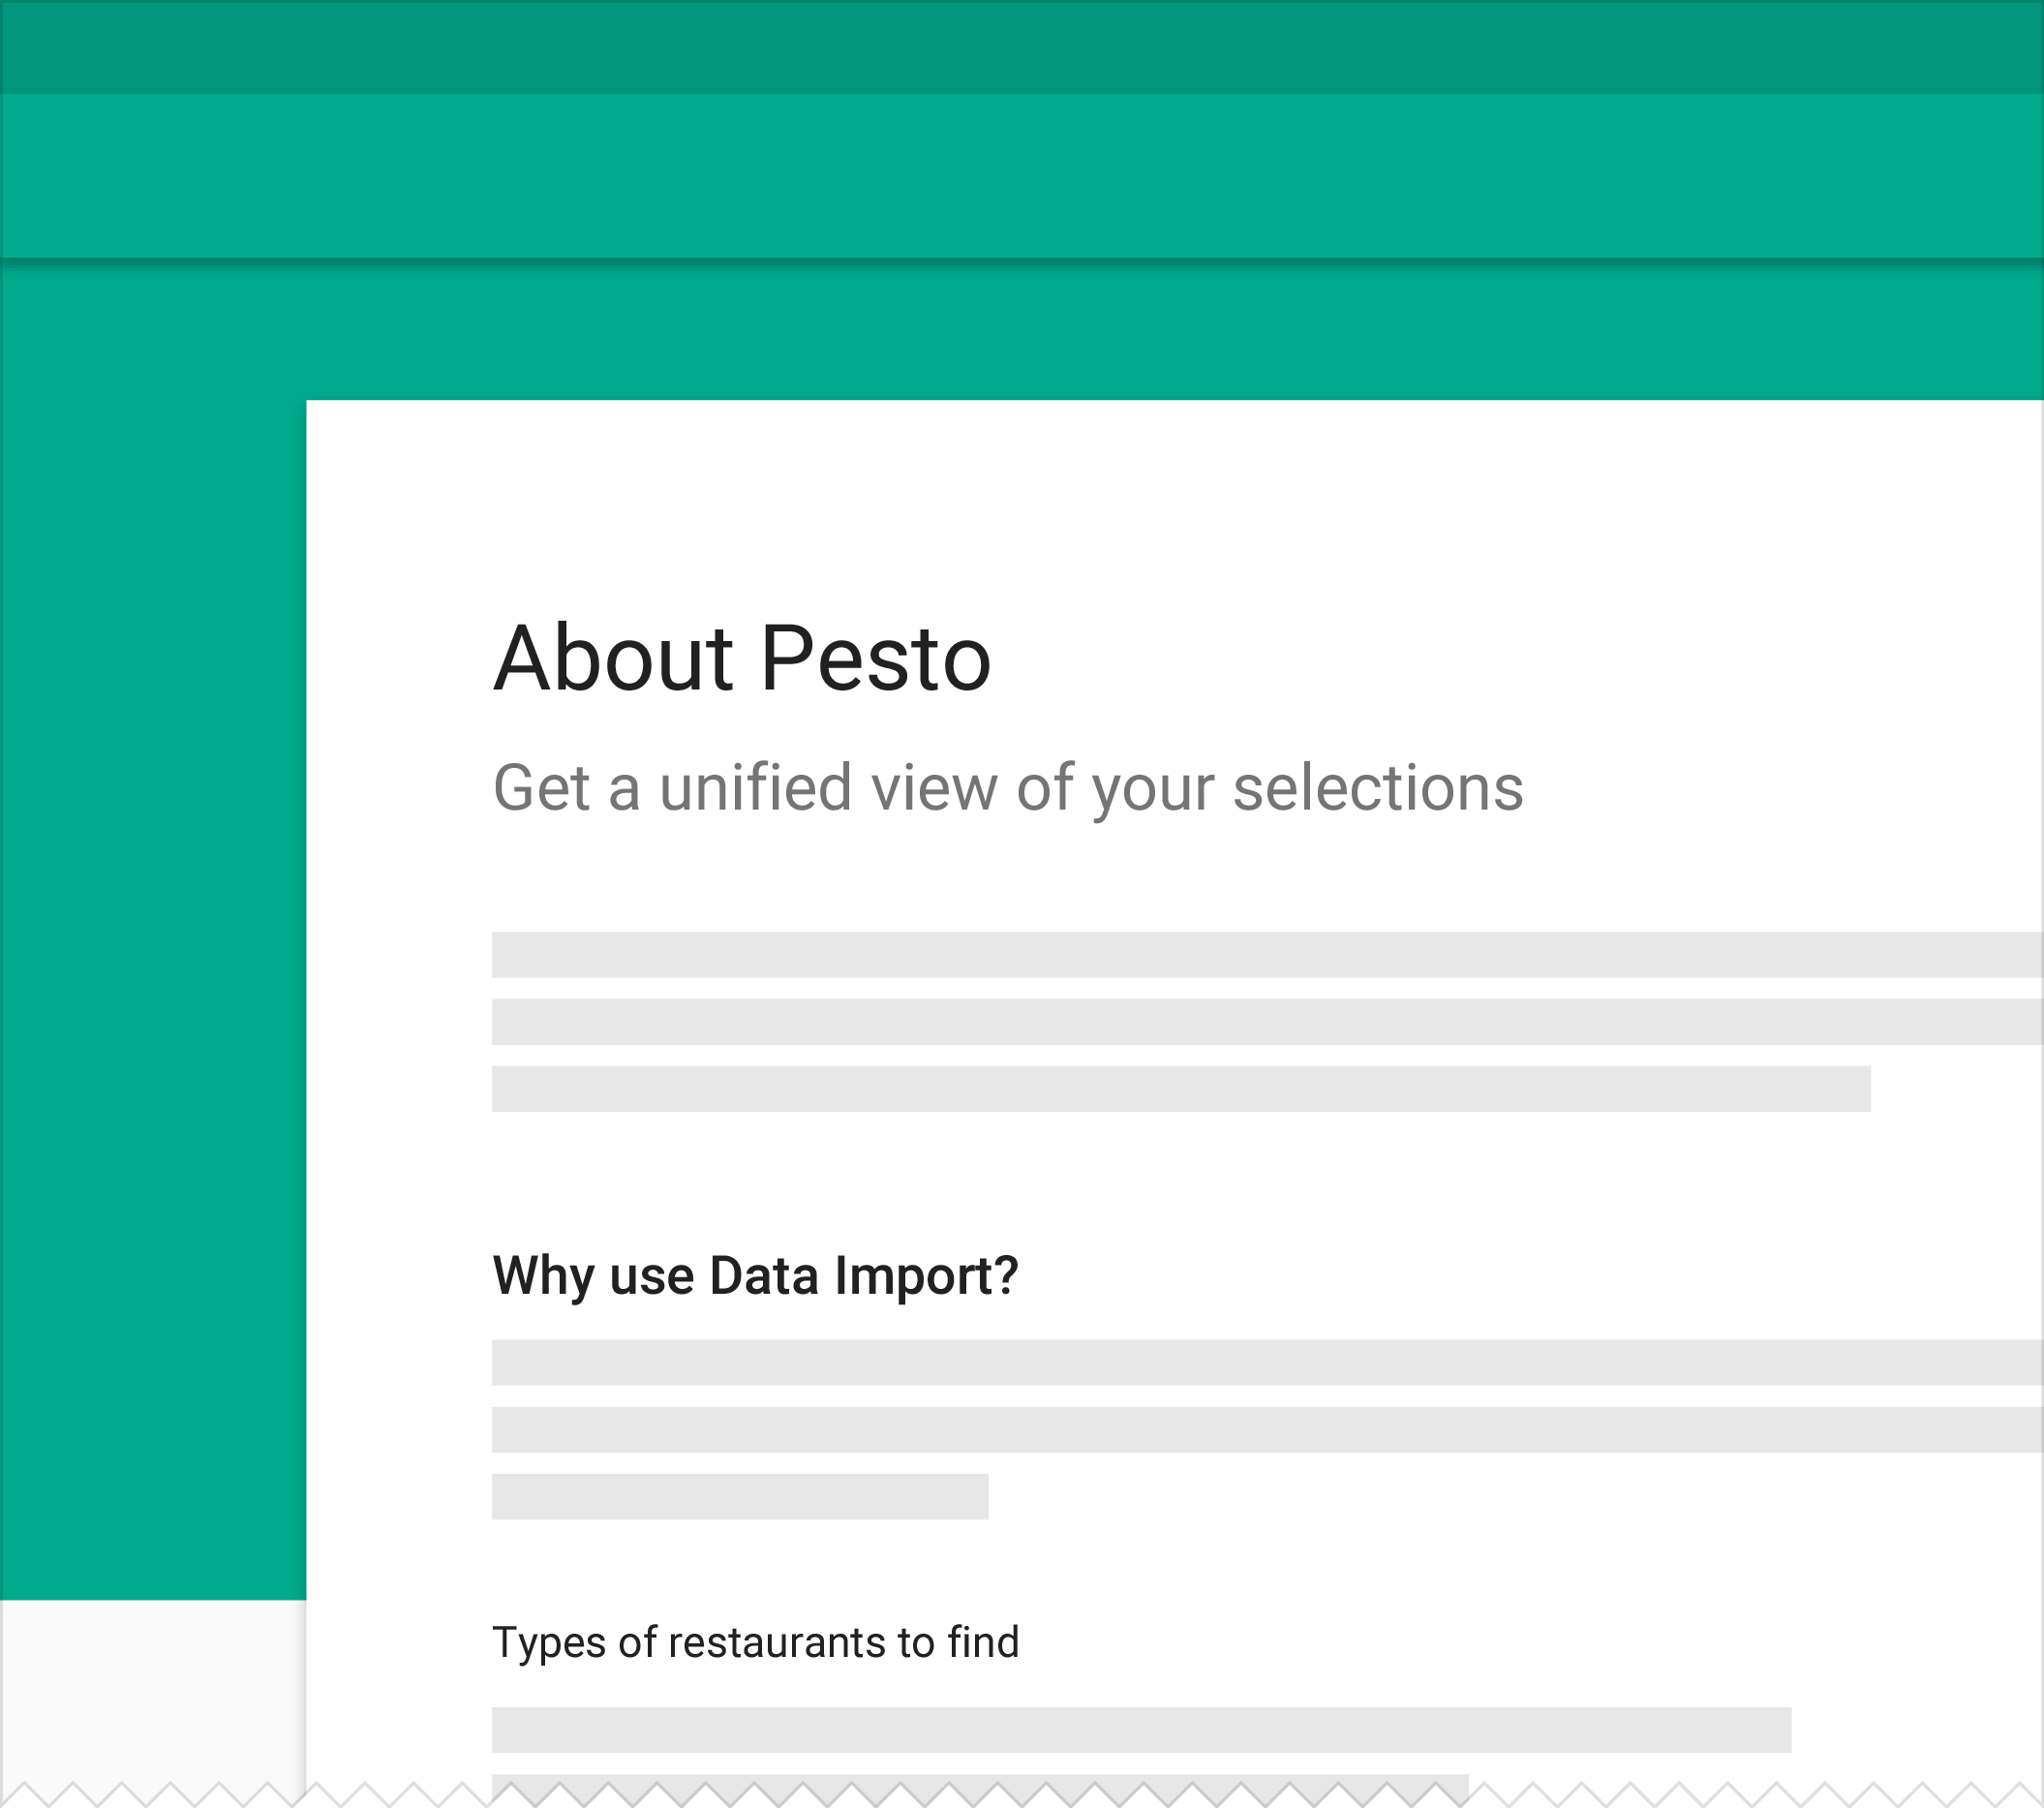 About Pesto
Get a unified view of your selections
Why use Data Import?
Types of restaurants to find